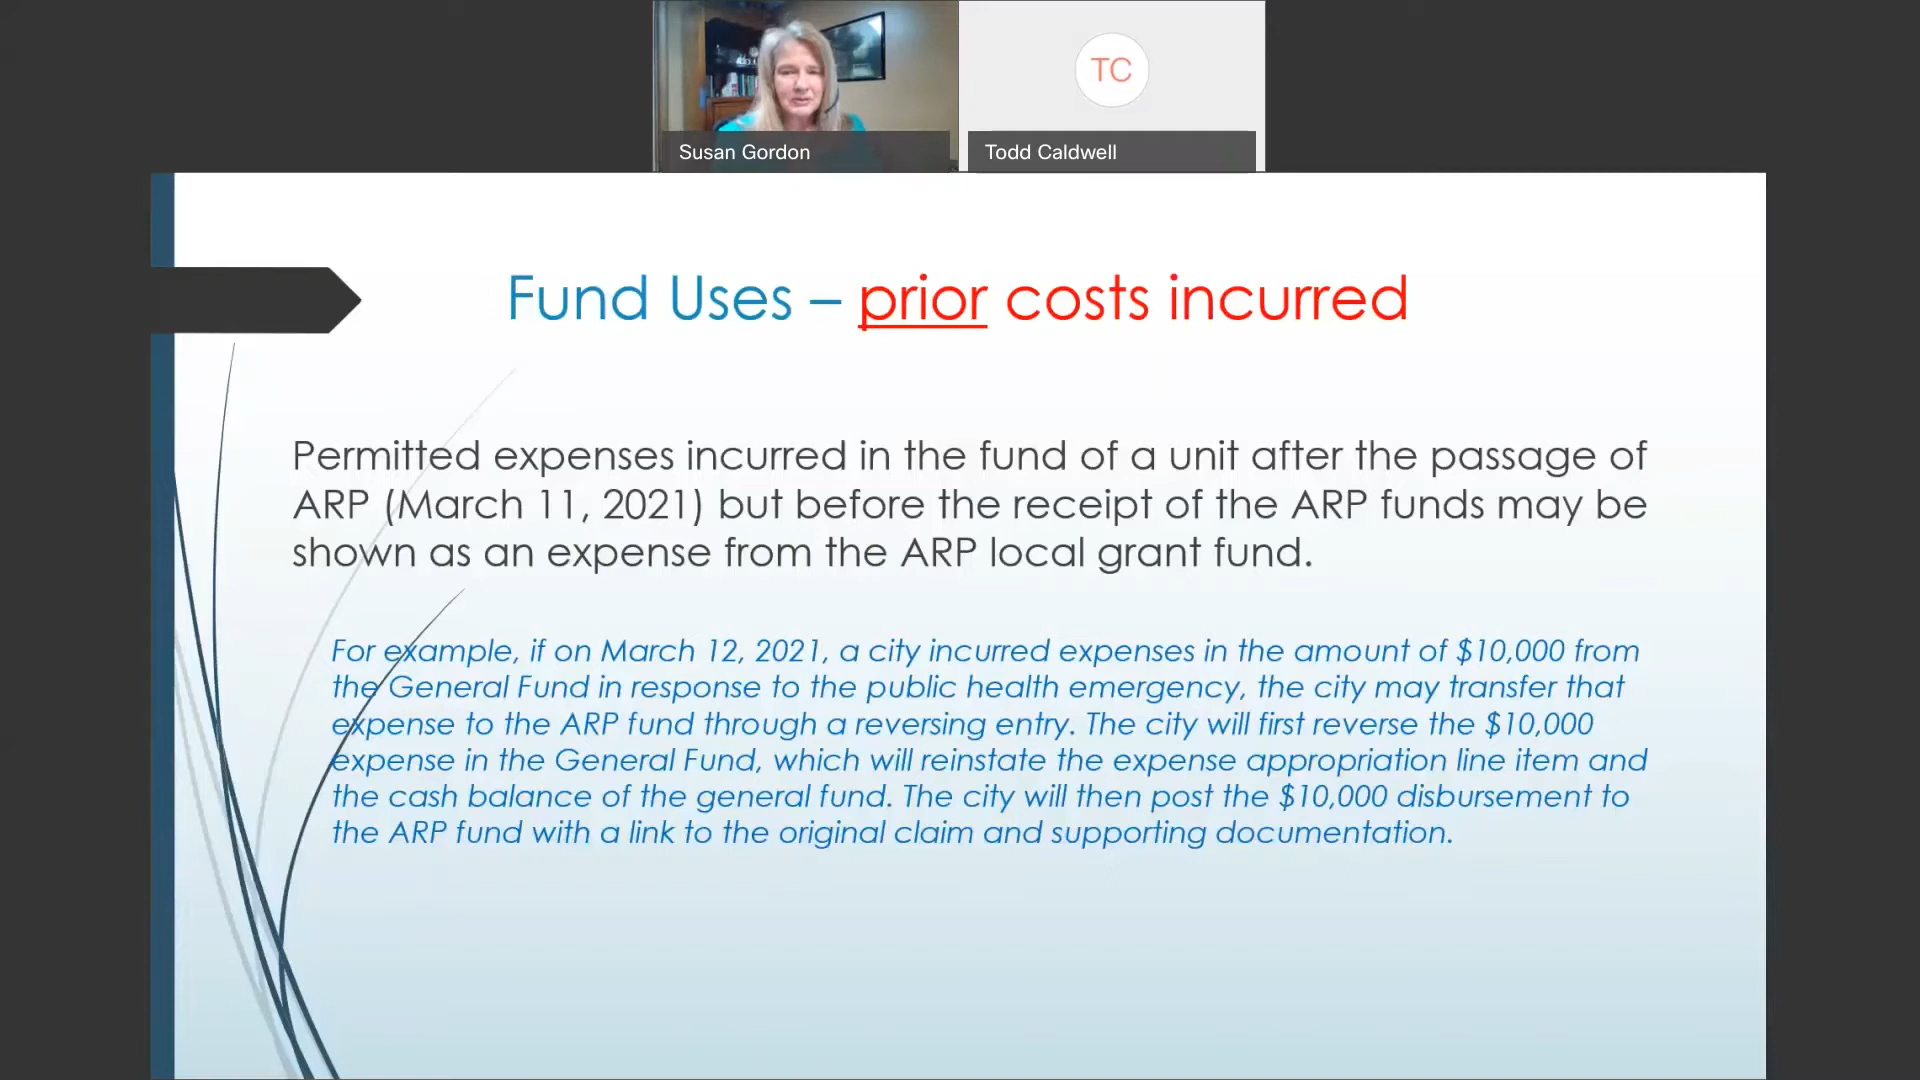 TC
Susan Gordon
Todd Caldwell
Fund Uses – prior costs incurred
Permitted expenses incurred in the fund of a unit after the passage of
ARP (March 11, 2021) but before the receipt of the ARP funds may be
shown as an expense from the ARP local grant fund.
For example, if on March 12, 2021, a city incurred expenses in the amount of $10,000 from
the General Fund in response to the public health emergency, the city may transfer that
expense to the ARP fund through a reversing entry. The city will first reverse the $10,000
expense in the General Fund, which will reinstate the expense appropriation line item and
the cash balance of the general fund. The city will then post the $10,000 disbursement to
the ARP fund with a link to the original claim and supporting documentation.